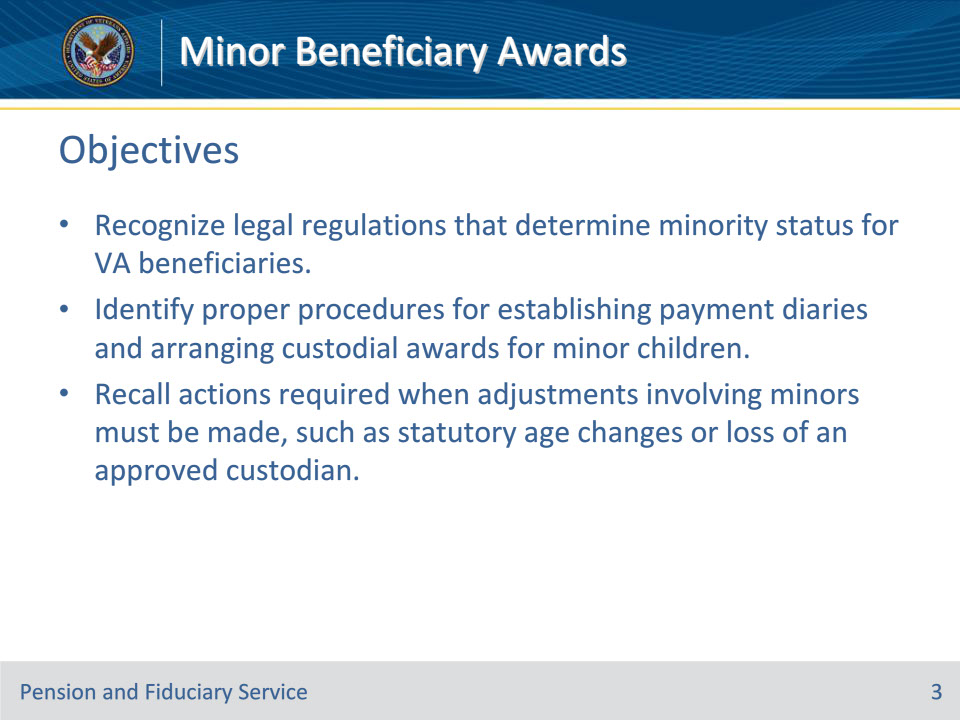 Minor Beneficiary Awards
Objectives
• Recognize legal regulations that determine minority status for
VA beneficiaries.
• Identify proper procedures for establishing payment diaries
and arranging custodial awards for minor children.
• Recall actions required when adjustments involving minors
must be made, such as statutory age changes or loss of an
approved custodian.
Pension and Fiduciary Service
3